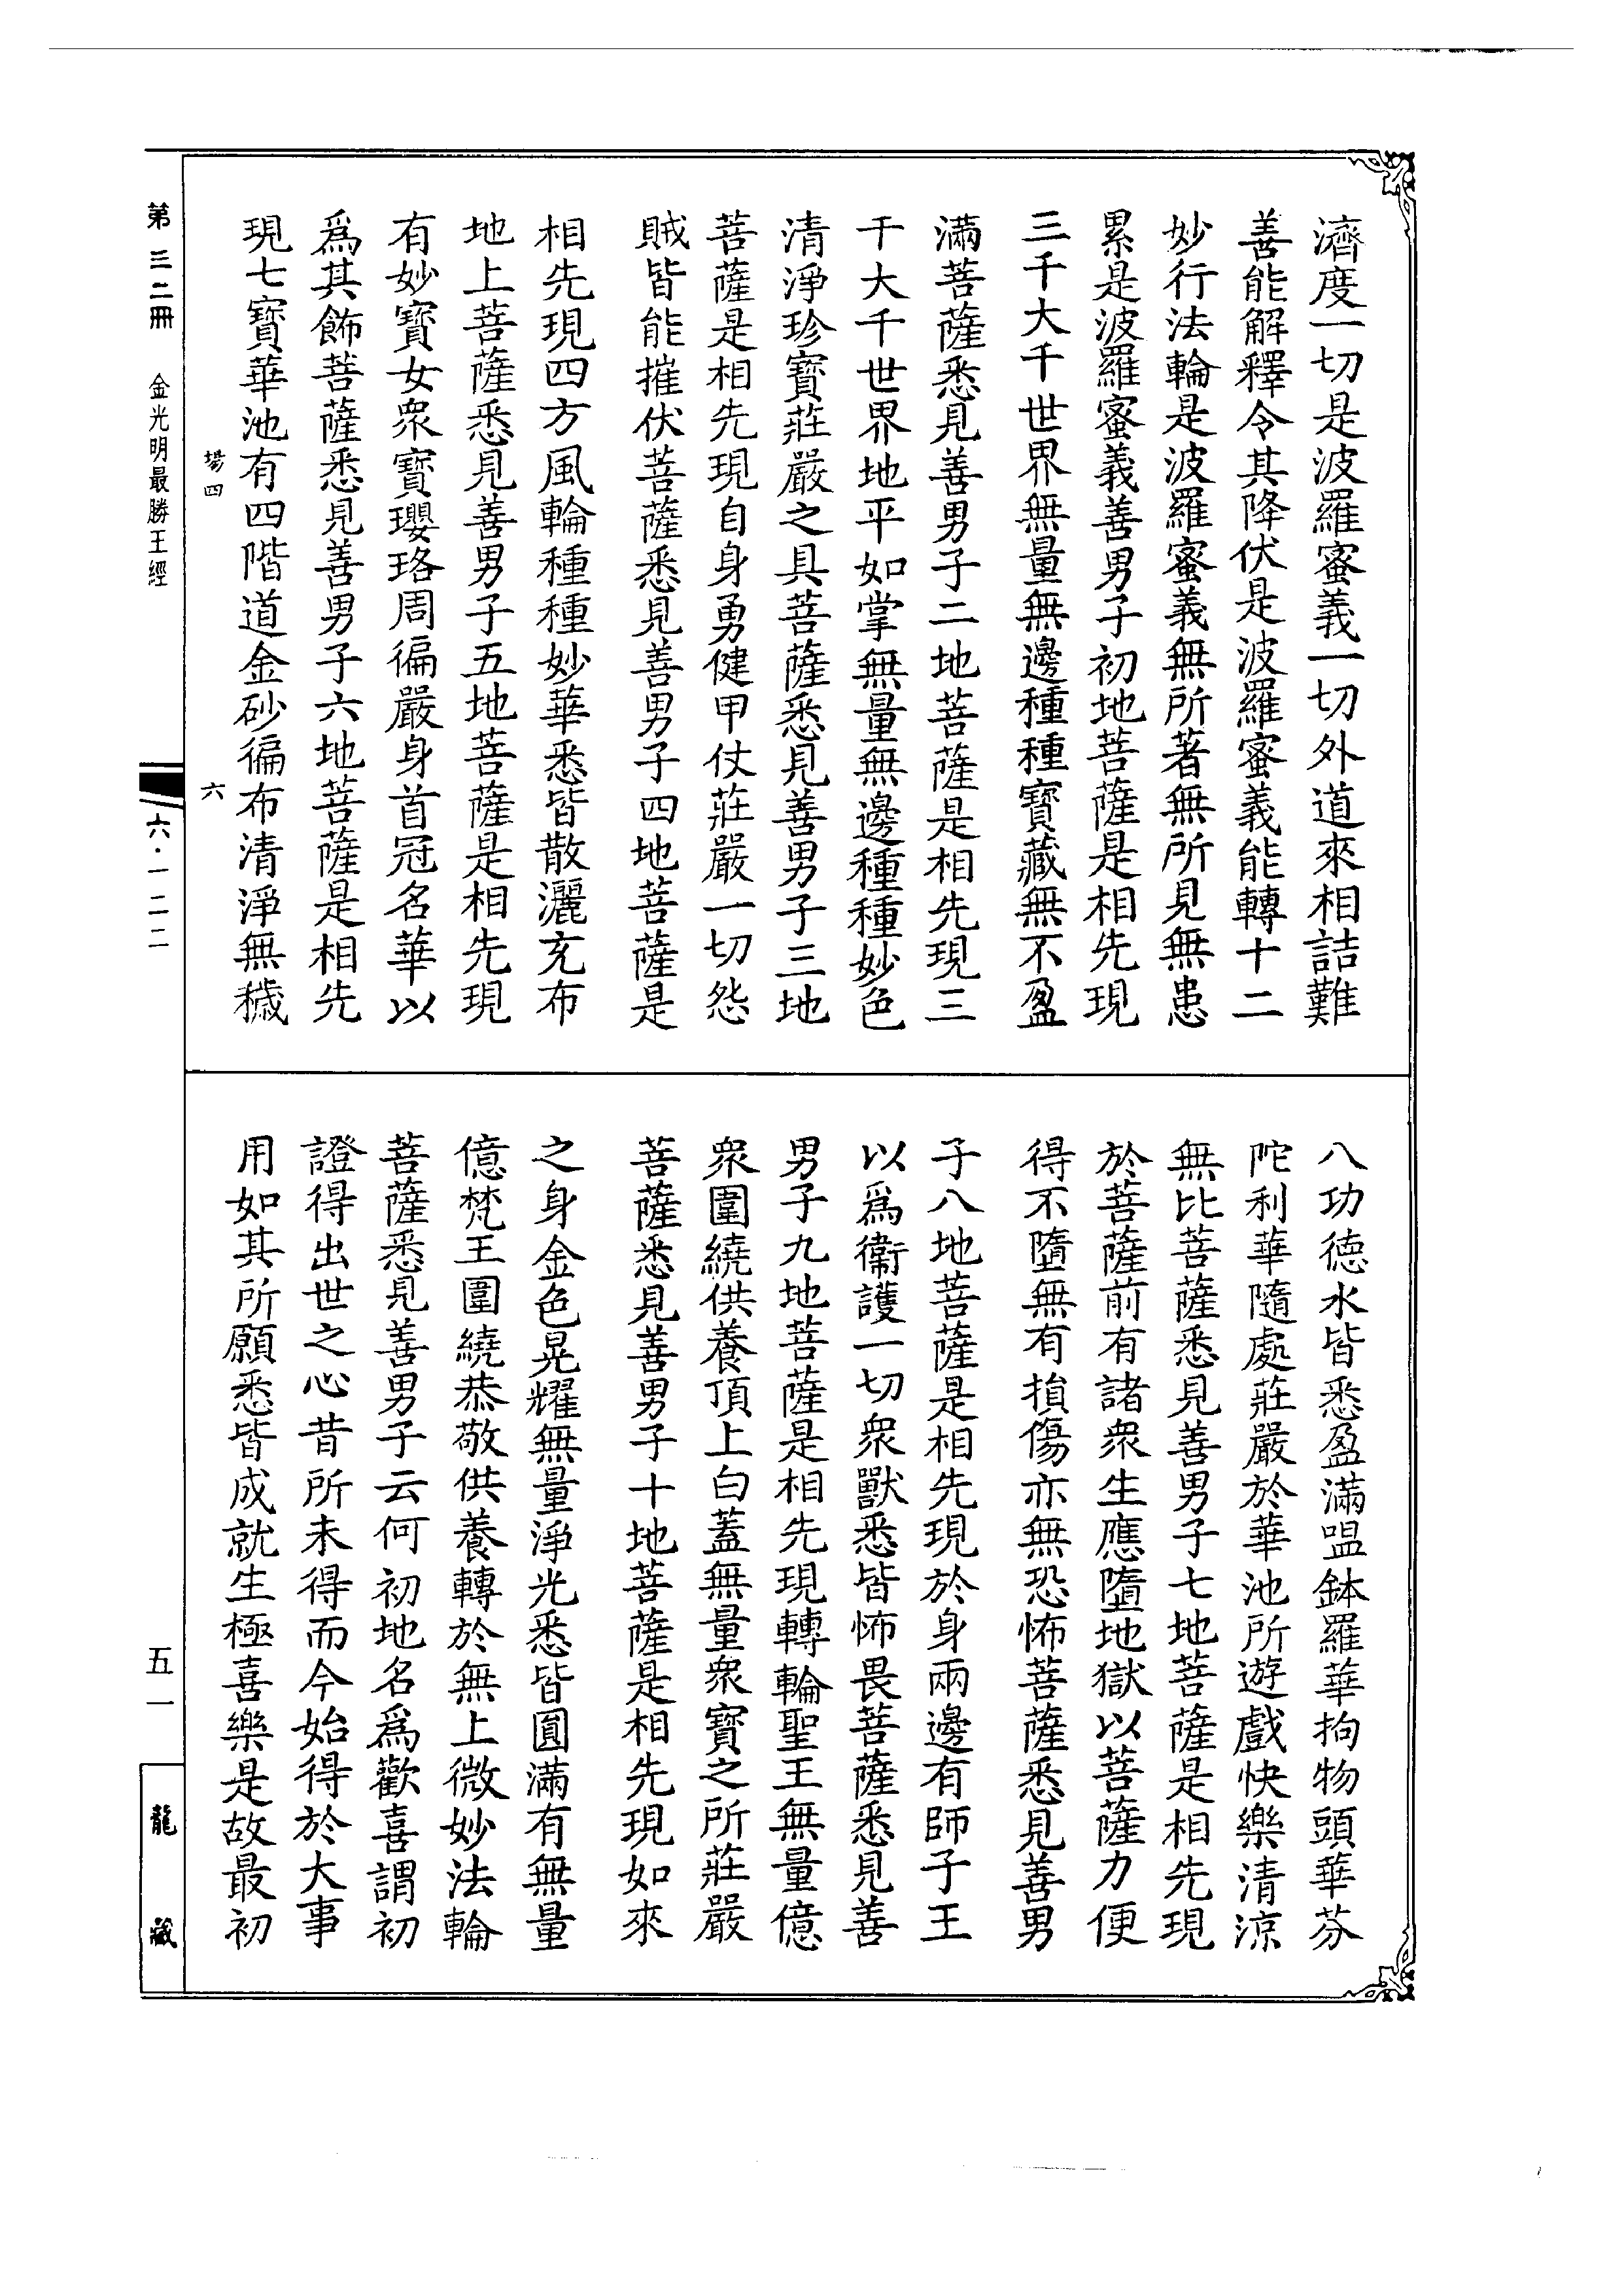 濟度一切是波羅蜜義一切外道來相詰難
善能解釋令其降伏是波羅蜜義能轉十二
妙行法輪是波羅蜜義無所著無所見無患
累是波羅蜜義善男子初地菩薩是相先現
三千大千世界無量無邊種種寶藏無不盈
滿菩薩悉見善男子二地菩薩是相先現三
千大千世界地平如掌無量無邊種種妙色
清淨珍寶莊嚴之具菩薩悉見善男子三地
菩薩是相先現自身勇健甲仗莊嚴一切怨
賊皆能摧伏菩薩悉見善男子四地菩薩是
相先現四方風輪種種妙華悉皆散灑充布
地上菩薩悉見善男子五地菩薩是相先現
有妙寶女衆寶瓔珞周徧嚴身首冠名華以
爲其飾菩薩悉見善男子六地菩薩是相先
現七寶華池有四階道金砂徧布清淨無穢
八功德水皆悉盈滿嗢鉢羅華拘物頭華芬
陀利華隨處莊嚴於華池所遊戲快樂清涼
無比菩薩悉見善男子七地菩薩是相先現
於菩薩前有諸衆生應墮地獄以菩薩力便
得不墮無有損傷亦無恐怖菩薩悉見善男
子八地菩薩是相先現於身兩邊有師子王
以爲衞護一切衆獸悉皆怖畏菩薩悉見善
男子九地菩薩是相先現轉輪聖王無量億
衆圍繞供養頂上白蓋無量衆寶之所莊嚴
菩薩悉見善男子十地菩薩是相先現如來
之身金色晃耀無量淨光悉皆圓滿有無量
億梵王圍繞恭敬供養轉於無上微妙法輪
菩薩悉見善男子云何初地名爲歡喜謂初
證得出世之心昔所未得而今始得於大事
用如其所願悉皆成就生極喜樂是故最初
場四 六
第三二冊 金光明最勝王經 六·一二二 五一 龍藏